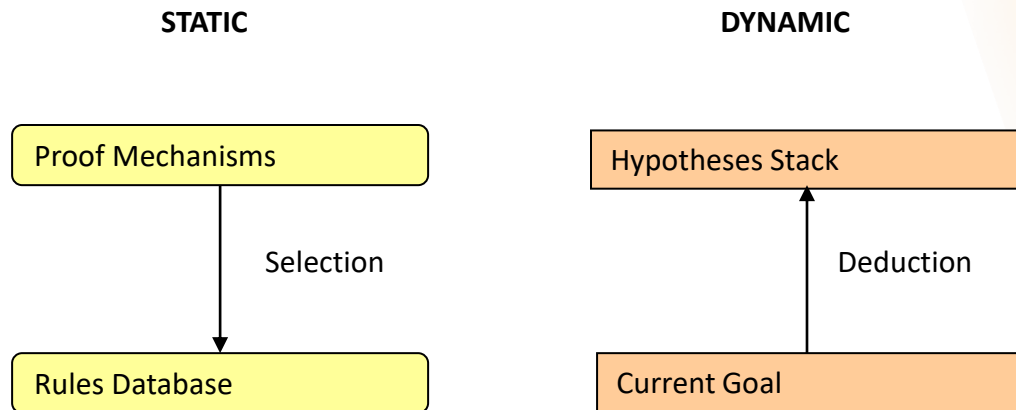 STATIC
DYNAMIC
Proof Mechanisms
Hypotheses Stack
Selection
Deduction
Rules Database
Current Goal